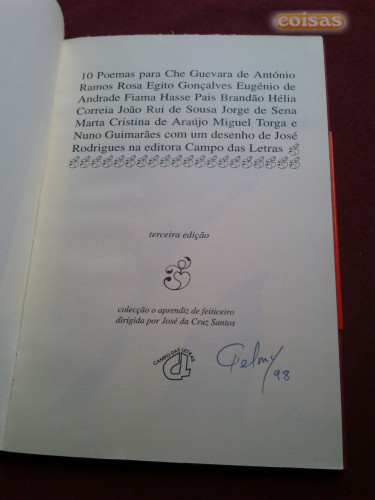 coisas
10 Poemas para Che Guevara de António
Ramos Rosa Egito Gonçalves Eugénio de
Andrade Fiama Hasse Pais Brandão Hélia
Correia João Rui de Sousa Jorge de Sena
Marta Cristina de Araújo Miguel Torga e
Nuno Guimarães com um desenho de José
Rodrigues na editora Campo das Letras
terceira edição
colecção o aprendiz de feiticeiro
dirigida por José da Cruz Santos
CAMPO DAS LETRAS
98